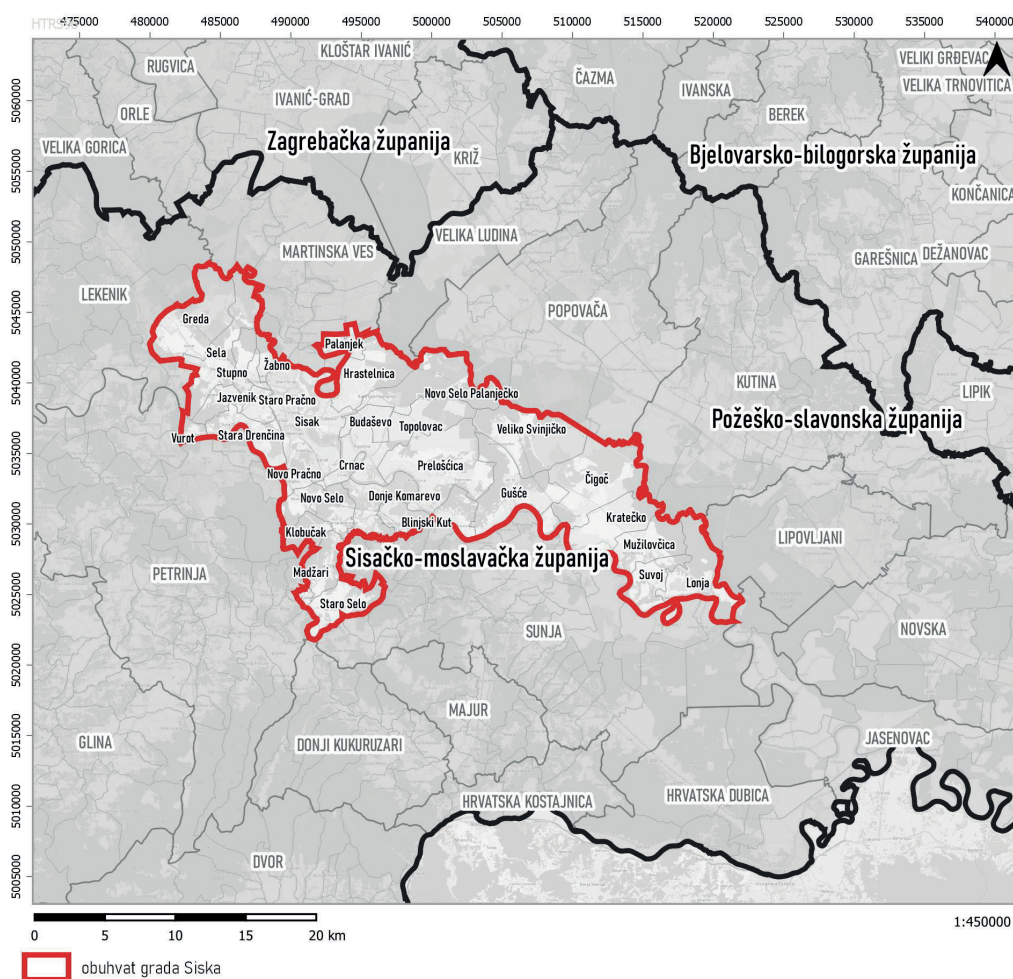 HTRS96
475000 480000 485000 490000 495000 500000 505000 510000 515000 520000 525000 530000 535000 540000
KLOŠTAR IVANIĆ
VELIKI GRĐEVAC
RUGVICA
ČAZMA
VELIKA TRNOVITICA
IVANSKA
IVANIĆ-GRAD
5060000
ORLE
BEREK
Zagrebačka županija
VELIKA GORICA
KRIŽ
Bjelovarsko-bilogorska županija
5055000
KONČANICA
VELIKA LUDINA
5050000
MARTINSKA VES
GAREŠNICA
DEŽANOVAC
LEKENIK
5045000
POPOVAČA
Greda
Palanjek
Sela
Žabno
Stupno
Hrastelnica
5040000
KUTINA
LIPIK
Novo Selo Palanječko
Jazvenik
Staro Pračno
Požeško-slavonska županija
Sisak
Budaševo
Topolovac
Veliko Svinjičko
Vurot
Stara Drenčina
5035000
Crnac
Prelošćica
Novo Pračno
Čigoč
Gušće
Novo Selo
Donje Komarevo
5030000
Blinjski Kut
Kratečko
Klobučak
LIPOVLJANI
Mužilovčica
Sisačko-moslavačka županija
PETRINJA
Madžari
Suvoj
Lonja
5025000
Staro Selo
SUNJA
NOVSKA
5020000
MAJUR
5015000
GLINA
DONJI KUKURUZARI
JASENOVAC
5010000
HRVATSKA KOSTAJNICA
HRVATSKA DUBICA
DVOR
5005000
0 5 10 15 20 km
1:450000
obuhvat grada Siska